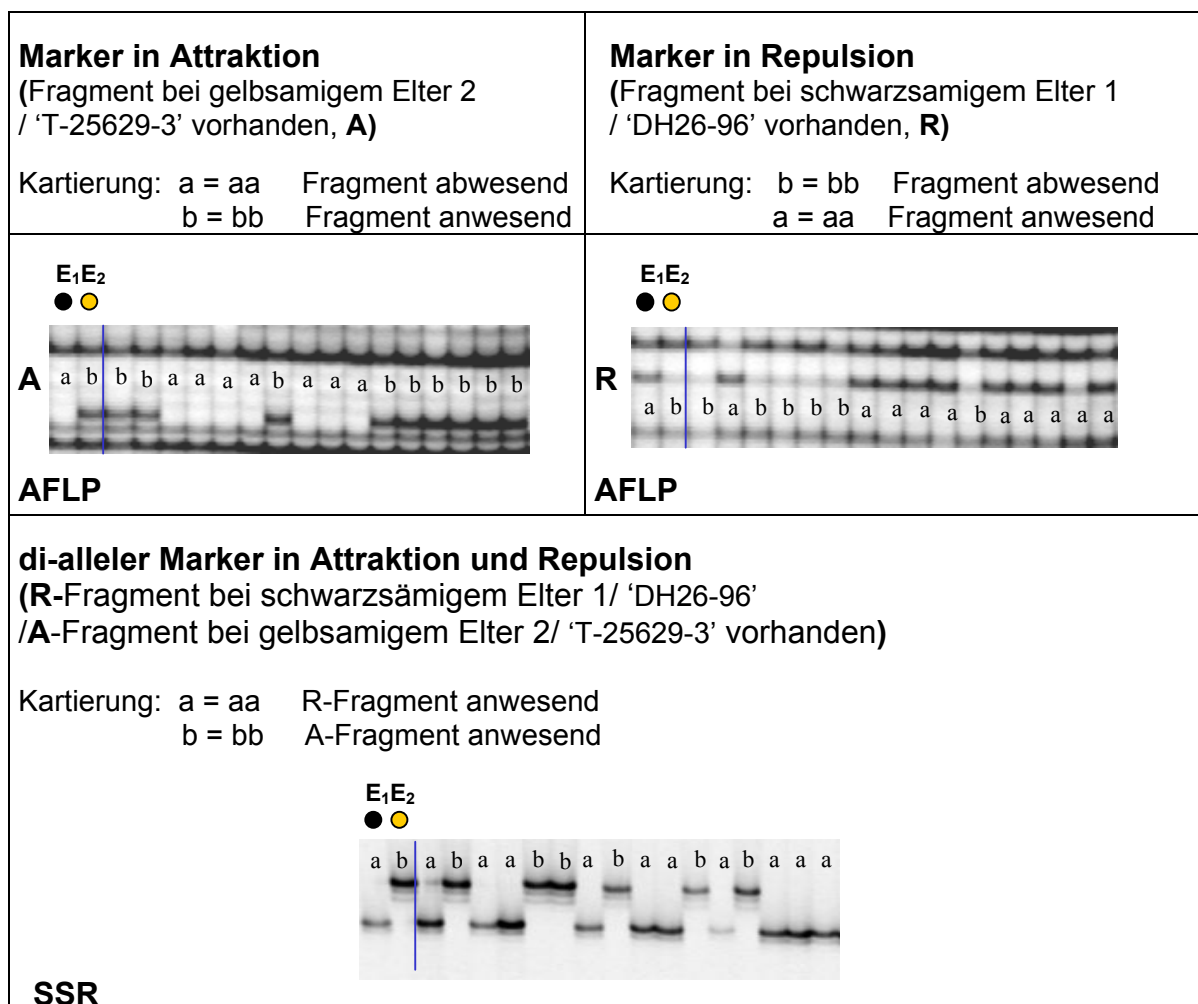 Marker in Attraktion
(Fragment bei gelbsamigem Elter 2
/ ‘T-25629-3’ vorhanden, A)
Kartierung: a = aa Fragment abwesend
b = bb Fragment anwesend
Marker in Repulsion
(Fragment bei schwarzsamigem Elter 1
/ ‘DH26-96’ vorhanden, R)
Kartierung: b = bb Fragment abwesend
a = aa Fragment anwesend
E₁E₂
A
a b b b a a a a b a a a b b b b b b
AFLP
E₁E₂
R
a b b a b b b b a a a a b a a a a a
AFLP
di-alleler Marker in Attraktion und Repulsion
(R-Fragment bei schwarzsämigem Elter 1/ ‘DH26-96’
/A-Fragment bei gelbsamigem Elter 2/ ‘T-25629-3’ vorhanden)
Kartierung: a = aa R-Fragment anwesend
b = bb A-Fragment anwesend
E₁E₂
a b a b a a b b a b a a b a b a a a
SSR